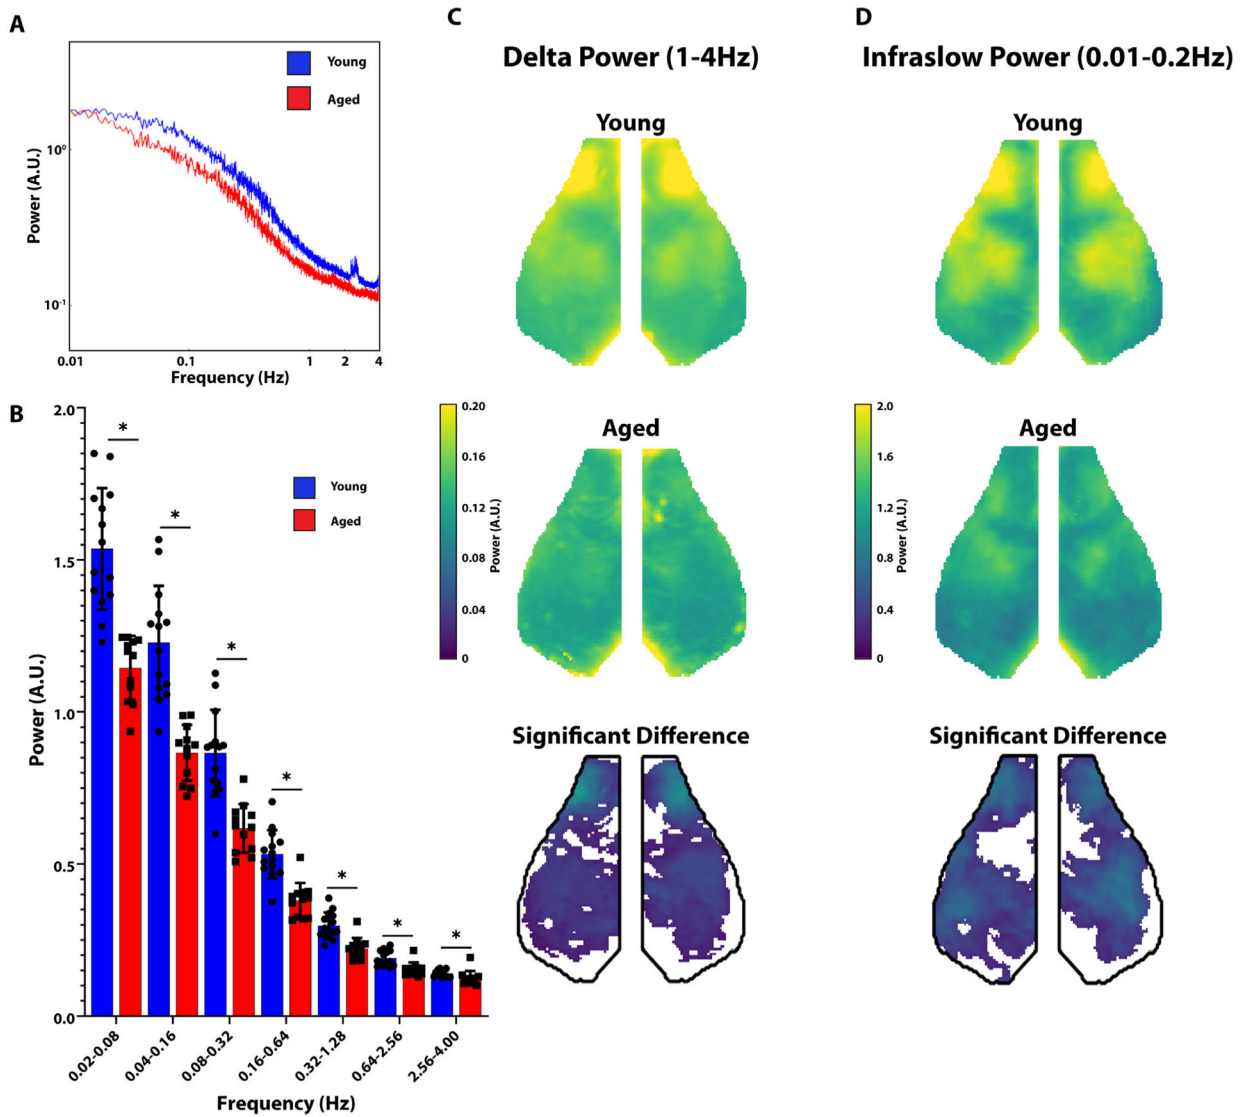 A
Young
Aged
Power (A.U.)
10⁰
10⁻¹
0.01
0.1
1
2
4
Frequency (Hz)
B
2.0
1.5
1.0
0.5
0.0
Power (A.U.)
*
*
*
*
*
*
*
Young
Aged
0.02-0.08
0.04-0.16
0.08-0.32
0.16-0.64
0.32-1.28
0.64-2.56
2.56-4.00
Frequency (Hz)
C
Delta Power (1-4Hz)
Young
Aged
0.20
0.16
0.12
0.08
0.04
0
Power (A.U.)
Significant Difference
D
Infraslow Power (0.01-0.2Hz)
Young
Aged
2.0
1.6
1.2
0.8
0.4
0
Power (A.U.)
Significant Difference